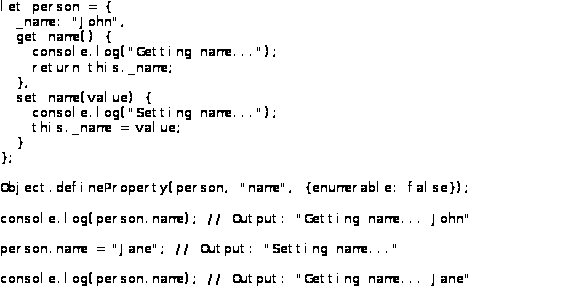 let person = {
  _name: "John",
  get name() {
    console.log("Getting name...");
    return this._name;
  },
  set name(value) {
    console.log("Setting name...");
    this._name = value;
  }
};

Object.defineProperty(person, "name", {enumerable: false});

console.log(person.name); // Output: "Getting name... John"

person.name = "Jane"; // Output: "Setting name..."

console.log(person.name); // Output: "Getting name... Jane"